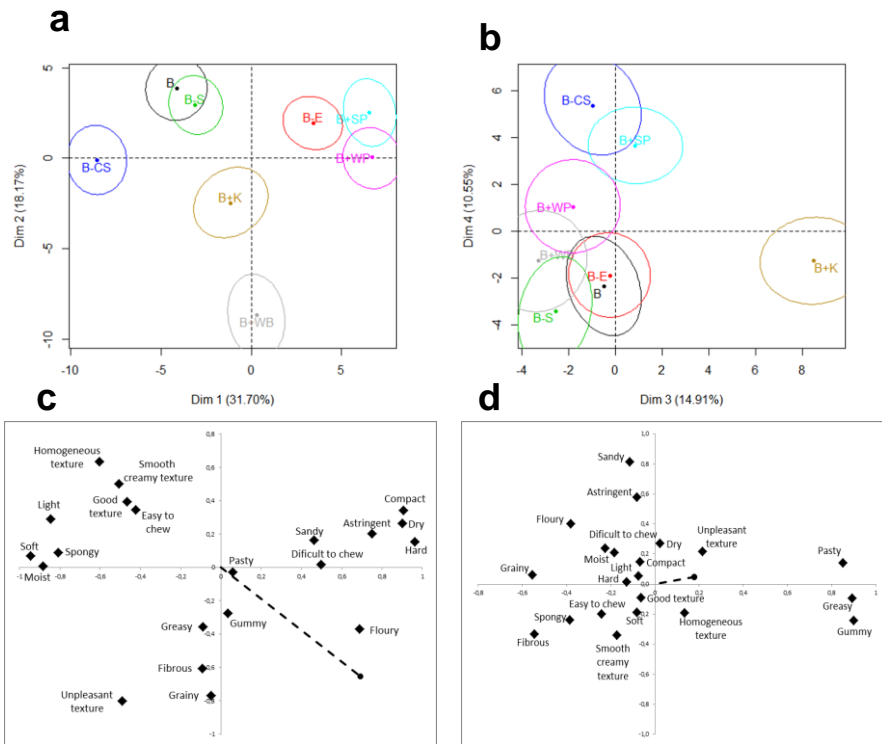 a
B
B-S
B-E
B+SP
B+WP
B-CS
B+K
B+WB
5
0
-5
-10
Dim 2 (18.17%)
-10
-5
0
5
Dim 1 (31.70%)
b
B-CS
B+SP
B+WP
B-E
B
B-S
B+K
6
4
2
0
-2
-4
Dim 4 (10.55%)
-4
-2
0
2
4
6
8
Dim 3 (14.91%)
c
0,8
0,6
0,4
0,2
0
-0,2
-0,4
-0,6
-0,8
-1
-1
-0,8
-0,6
-0,4
-0,2
0
0,2
0,4
0,6
0,8
1
Homogeneous
texture
Smooth
creamy texture
Good
texture
Easy to
chew
Light
Soft
Spongy
Moist
Compact
Dry
Astringent
Sandy
Hard
Dificult to chew
Pasty
Greasy
Gummy
Floury
Fibrous
Grainy
Unpleasant
texture
d
1,0
0,8
0,6
0,4
0,2
0,0
-0,2
-0,4
-0,6
-0,8
-1,0
-0,8
-0,6
-0,4
-0,2
0
0,2
0,4
0,6
0,8
1
Sandy
Astringent
Floury
Dificult to chew
Dry
Unpleasant
texture
Moist
Compact
Pasty
Grainy
Light
Hard
Good texture
Greasy
Easy to chew
Spongy
Soft
Homogeneous
texture
Gummy
Fibrous
Smooth
creamy
texture